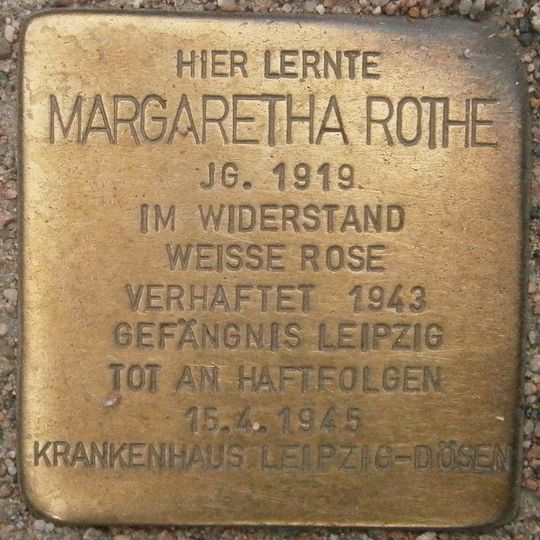 HIER LERNTE
MARGARETHA ROTHE
JG. 1919
IM WIDERSTAND
WEISSE ROSE
VERHAFTET 1943
GEFÄNGNIS LEIPZIG
TOT AN HAFTFOLGEN
15.4.1945
KRANKENHAUS LEIPZIG-DÖSEN